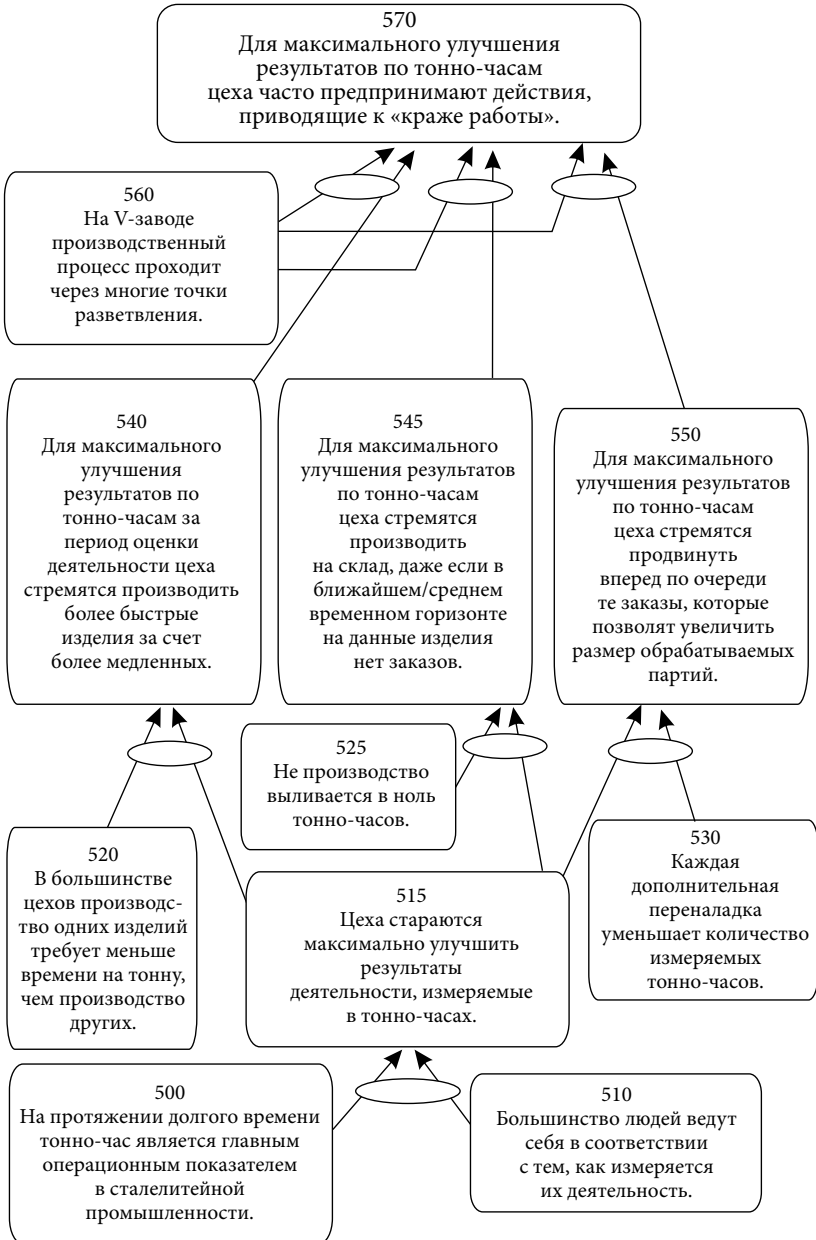 570
Для максимального улучшения
результатов по тонно-часам
цеха часто предпринимают действия,
приводящие к «краже работы».
560
На V-заводе
производственный
процесс проходит
через многие точки
разветвления.
540
Для максимального
улучшения
результатов по
тонно-часам за
период оценки
деятельности цеха
стремятся производить
более быстрые
изделия за счет
более медленных.
545
Для максимального
улучшения результатов
по тонно-часам
цеха стремятся
производить
на склад, даже если в
ближайшем/среднем
временном горизонте
на данные изделия
нет заказов.
550
Для максимального
улучшения результатов
по тонно-часам
цеха стремятся
продвинуть
вперед по очереди
те заказы, которые
позволят увеличить
размер обрабатываемых
партий.
525
Не производство
выливается в ноль
тонно-часов.
520
В большинстве
цехов производс-
тво одних изделий
требует меньше
времени на тонну,
чем производство
других.
515
Цеха стараются
максимально улучшить
результаты
деятельности, измеряемые
в тонно-часах.
530
Каждая
дополнительная
переналадка
уменьшает количество
измеряемых
тонно-часов.
500
На протяжении долгого времени
тонно-час является главным
операционным показателем
в сталелитейной
промышленности.
510
Большинство людей ведут
себя в соответствии
с тем, как измеряется
их деятельность.